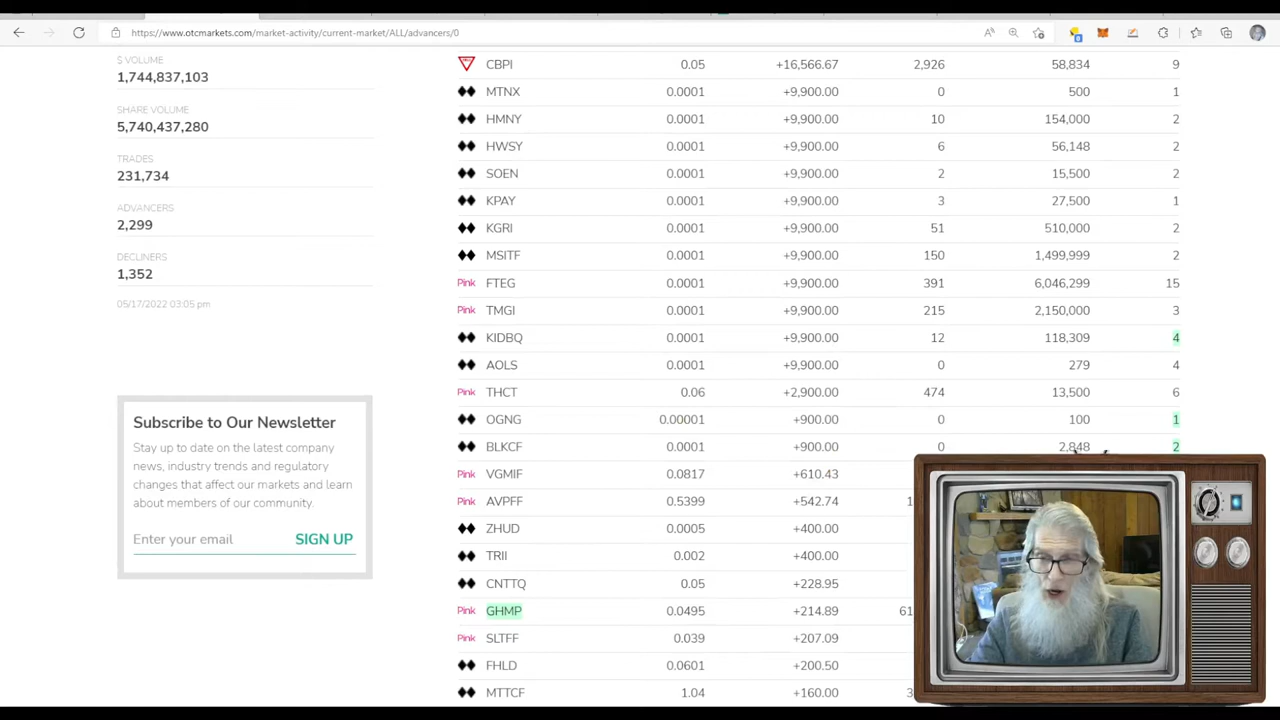 https://www.otcmarkets.com/market-activity/current-market/ALL/advancers/0
$ VOLUME
1,744,837,103
SHARE VOLUME
5,740,437,280
TRADES
231,734
ADVANCERS
2,299
DECLINERS
1,352
05/17/2022 03:05 pm
Subscribe to Our Newsletter
Stay up to date on the latest company
news, industry trends and regulatory
changes that affect our markets and learn
about members of our community.
Enter your email SIGN UP
CBPI 0.05 +16,566.67 2,926 58,834 9
MTNX 0.0001 +9,900.00 0 500 1
HMNY 0.0001 +9,900.00 10 154,000 2
HWSY 0.0001 +9,900.00 6 56,148 2
SOEN 0.0001 +9,900.00 2 15,500 2
KPAY 0.0001 +9,900.00 3 27,500 1
KGRI 0.0001 +9,900.00 51 510,000 2
MSITF 0.0001 +9,900.00 150 1,499,999 2
Pink FTEG 0.0001 +9,900.00 391 6,046,299 15
Pink TMGI 0.0001 +9,900.00 215 2,150,000 3
KIDBQ 0.0001 +9,900.00 12 118,309 4
AOLS 0.0001 +9,900.00 0 279 4
Pink THCT 0.06 +2,900.00 474 13,500 6
OGNG 0.00001 +900.00 0 100 1
BLKCF 0.0001 +900.00 0 2,848 2
Pink VGMIF 0.0817 +610.43
Pink AVPFF 0.5399 +542.74 1
ZHUD 0.0005 +400.00
TRII 0.002 +400.00
CNTTQ 0.05 +228.95
Pink GHMP 0.0495 +214.89 61
Pink SLTFF 0.039 +207.09
FHLD 0.0601 +200.50
MTTCF 1.04 +160.00 3